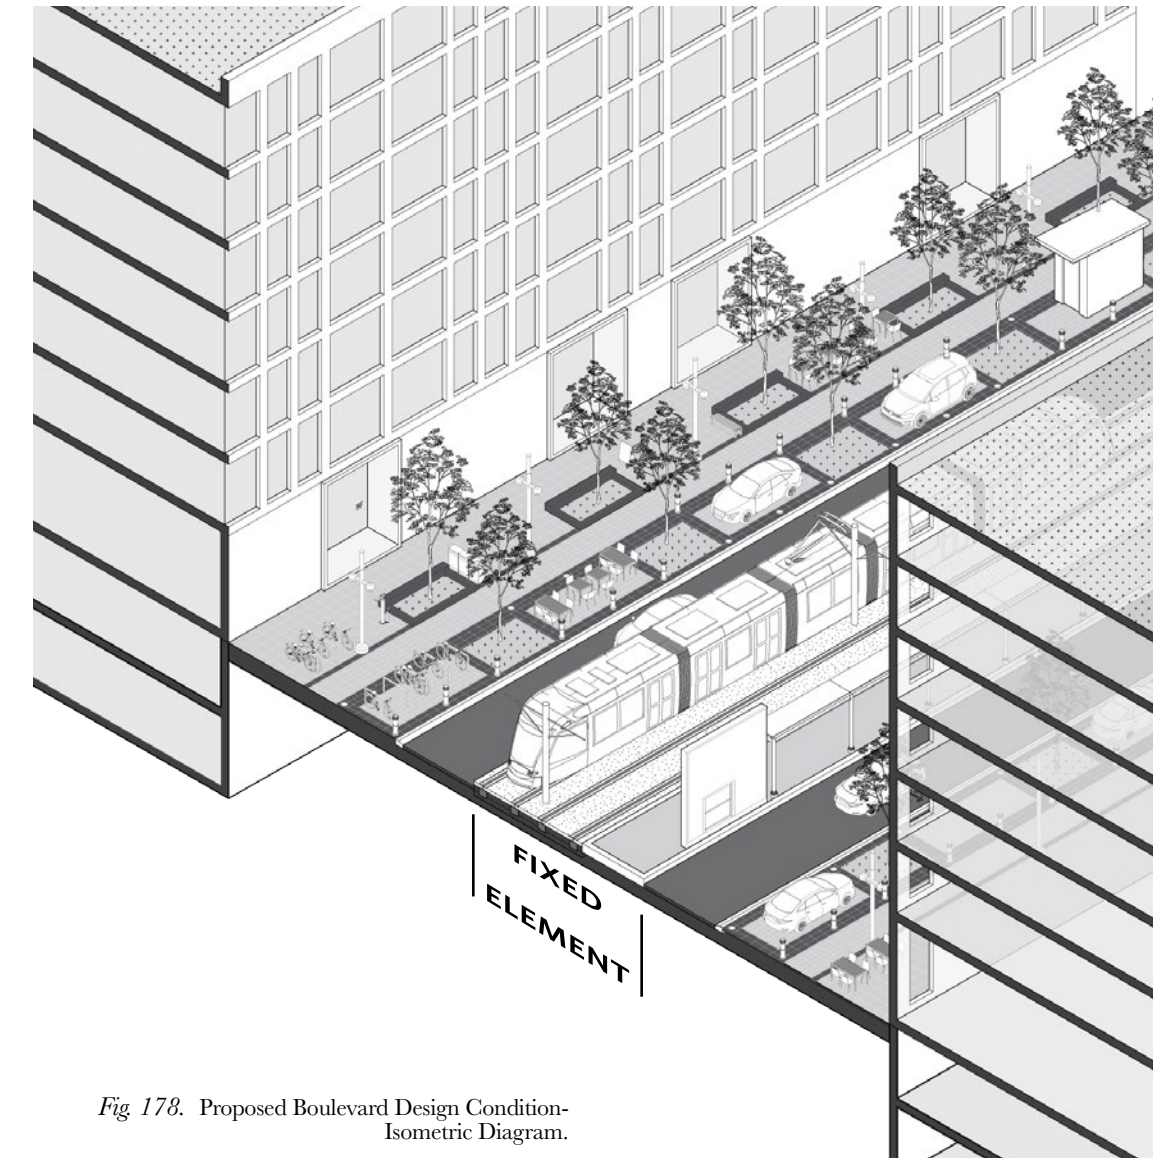 FIXED
ELEMENT
Fig. 178. Proposed Boulevard Design Condition-
Isometric Diagram.